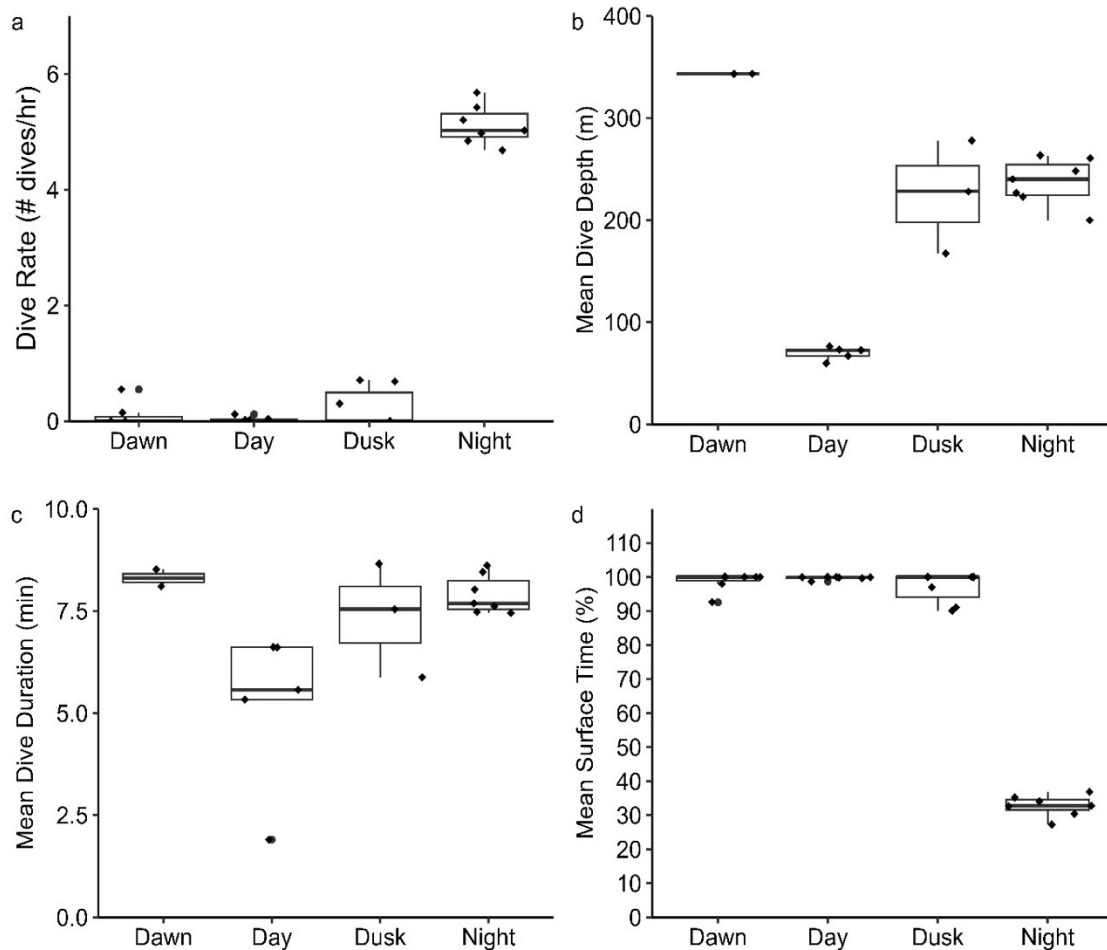 a
Dive Rate (# dives/hr)
6
4
2
0
Dawn Day Dusk Night
b
Mean Dive Depth (m)
400
300
200
100
0
Dawn Day Dusk Night
c
Mean Dive Duration (min)
10.0
7.5
5.0
2.5
0.0
Dawn Day Dusk Night
d
Mean Surface Time (%)
110
100
90
80
70
60
50
40
30
20
10
0
Dawn Day Dusk Night